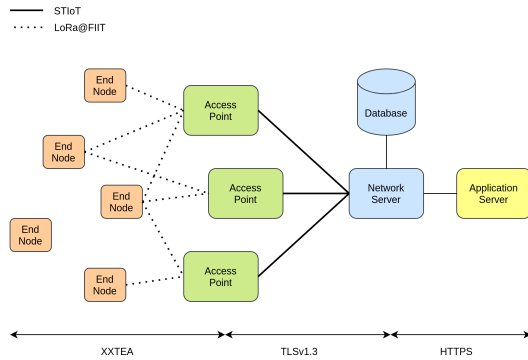 STIoT
LoRa@FIIT
End
Node
Access
Point
Database
End
Node
End
Node
Access
Point
Network
Server
Application
Server
End
Node
End
Node
Access
Point
XXTEA
TLSv1.3
HTTPS